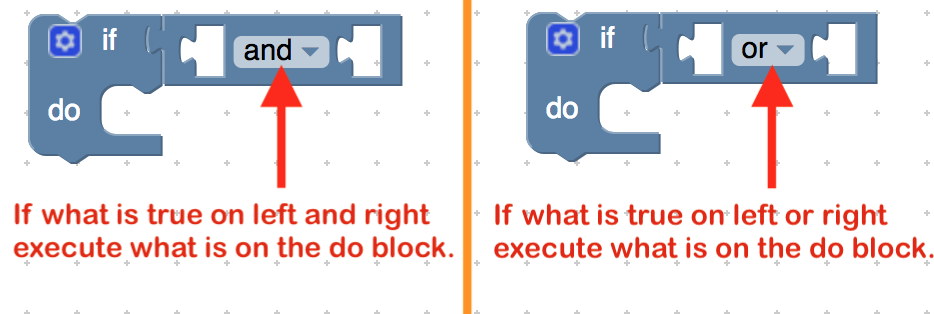 if and
do
If what is true on left and right
execute what is on the do block.
if or
do
If what is true on left or right
execute what is on the do block.